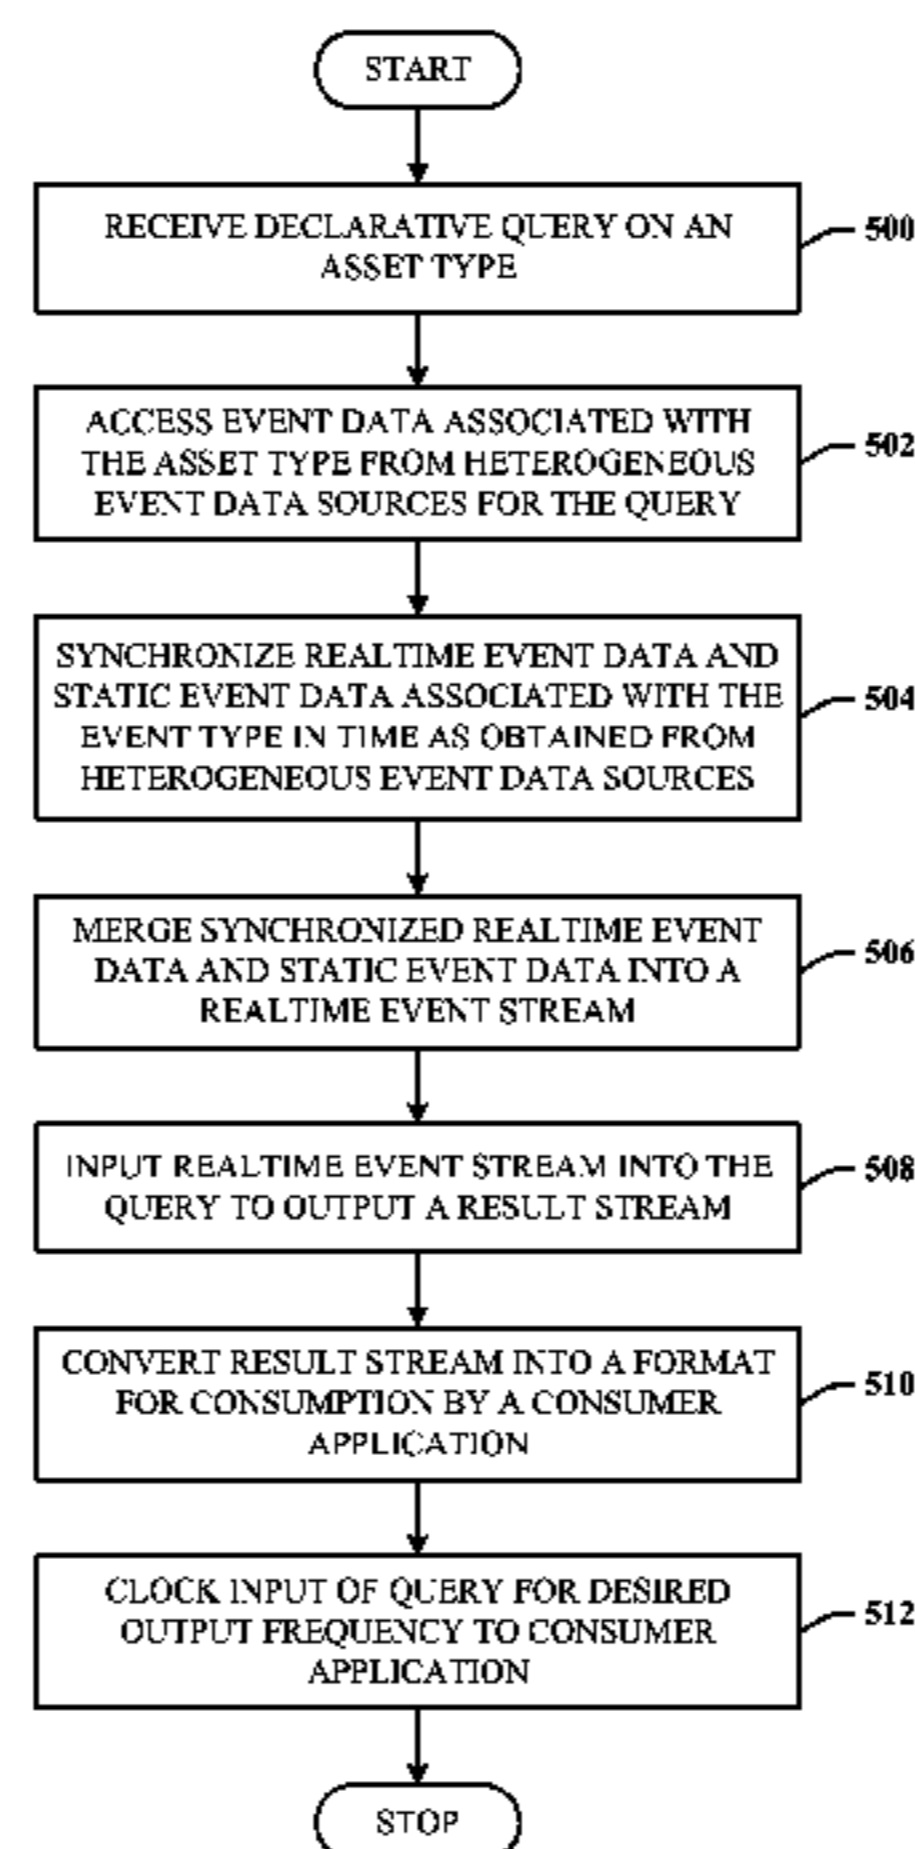 START
RECEIVE DECLARATIVE QUERY ON AN
ASSET TYPE
500
ACCESS EVENT DATA ASSOCIATED WITH
THE ASSET TYPE FROM HETEROGENEOUS
EVENT DATA SOURCES FOR THE QUERY
502
SYNCHRONIZE REALTIME EVENT DATA AND
STATIC EVENT DATA ASSOCIATED WITH THE
EVENT TYPE IN TIME AS OBTAINED FROM
HETEROGENEOUS EVENT DATA SOURCES
504
MERGE SYNCHRONIZED REALTIME EVENT
DATA AND STATIC EVENT DATA INTO A
REALTIME EVENT STREAM
506
INPUT REALTIME EVENT STREAM INTO THE
QUERY TO OUTPUT A RESULT STREAM
508
CONVERT RESULT STREAM INTO A FORMAT
FOR CONSUMPTION BY A CONSUMER
APPLICATION
510
CLOCK INPUT OF QUERY FOR DESIRED
OUTPUT FREQUENCY TO CONSUMER
APPLICATION
512
STOP